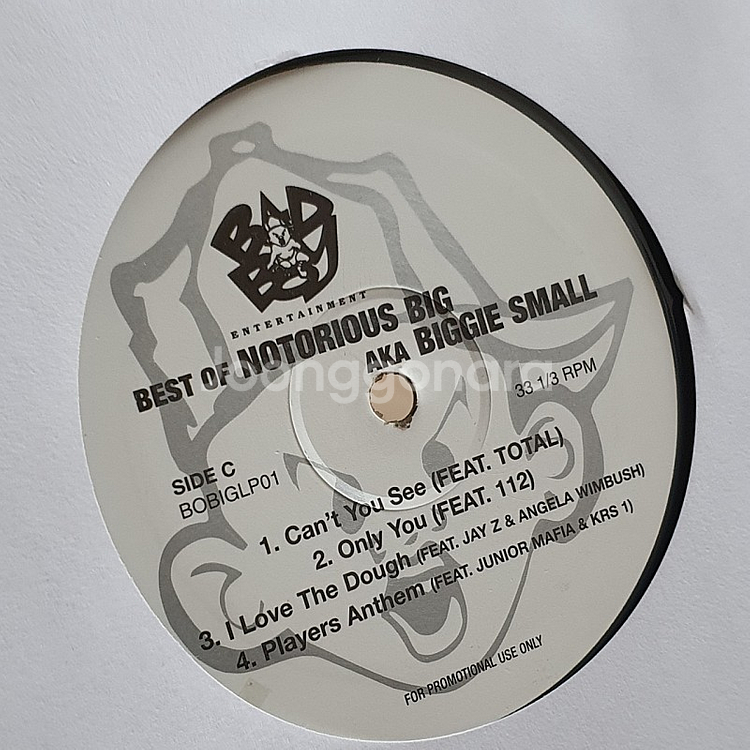 BAD
BOY
ENTERTAINMENT
BEST OF NOTORIOUS BIG
AKA BIGGIE SMALL
Joonggonara
33 1/3 RPM
SIDE C
BOBIGLP01
1. Can't You See (FEAT. TOTAL)
2. Only You (FEAT. 112)
3. I Love The Dough (FEAT. JAY Z & ANGELA WIMBUSH)
4. Players Anthem (FEAT. JUNIOR MAFIA & KRS 1)
FOR PROMOTIONAL USE ONLY